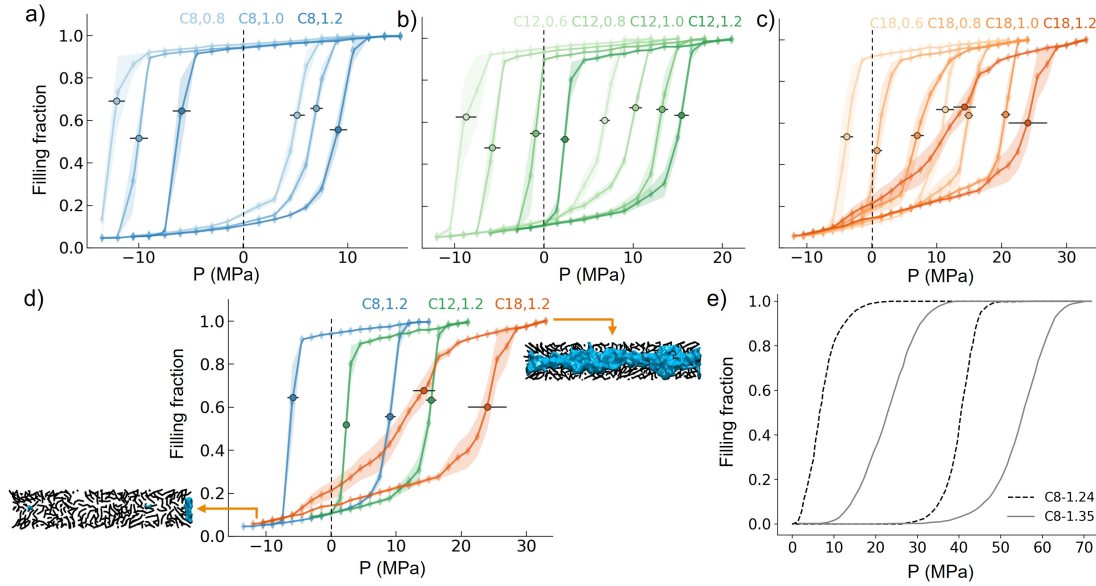 a)
C8,0.8 C8,1.0 C8,1.2
1.0
0.8
0.6
0.4
0.2
0.0
Filling fraction
−10 0 10
P (MPa)
b)
C12,0.6 C12,0.8 C12,1.0 C12,1.2
−10 0 10 20
P (MPa)
c)
C18,0.6 C18,0.8 C18,1.0 C18,1.2
−10 0 10 20 30
P (MPa)
d)
C8,1.2 C12,1.2 C18,1.2
1.0
0.8
0.6
0.4
0.2
0.0
Filling fraction
−10 0 10 20 30
P (MPa)
e)
1.0
0.8
0.6
0.4
0.2
0.0
Filling fraction
C8-1.24
C8-1.35
0 10 20 30 40 50 60 70
P (MPa)